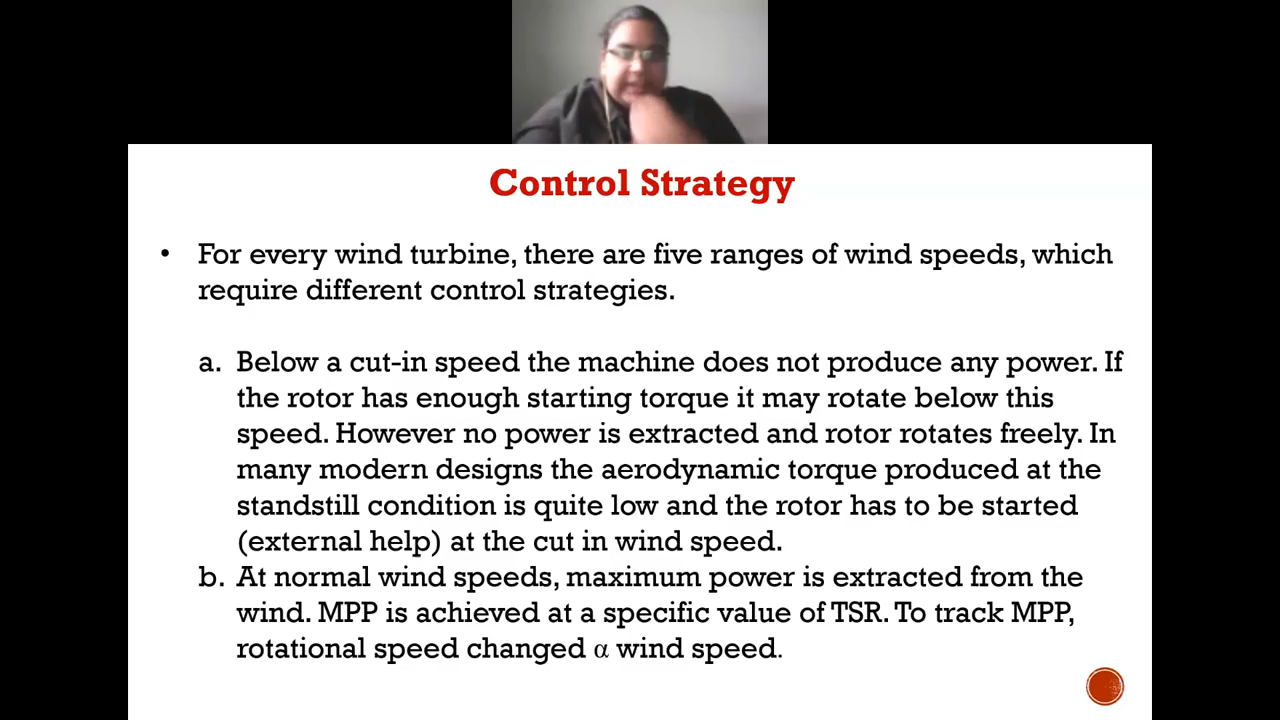 Control Strategy
• For every wind turbine, there are five ranges of wind speeds, which
require different control strategies.
a. Below a cut-in speed the machine does not produce any power. If
the rotor has enough starting torque it may rotate below this
speed. However no power is extracted and rotor rotates freely. In
many modern designs the aerodynamic torque produced at the
standstill condition is quite low and the rotor has to be started
(external help) at the cut in wind speed.
b. At normal wind speeds, maximum power is extracted from the
wind. MPP is achieved at a specific value of TSR. To track MPP,
rotational speed changed α wind speed.